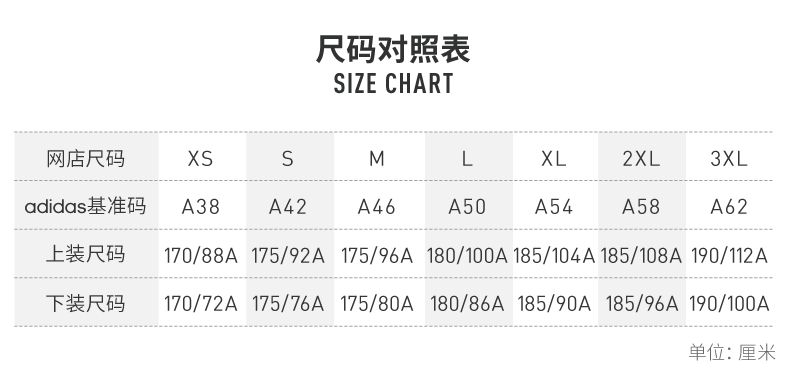 尺码对照表
SIZE CHART
网店尺码 XS S M L XL 2XL 3XL
adidas基准码 A38 A42 A46 A50 A54 A58 A62
上装尺码 170/88A 175/92A 175/96A 180/100A 185/104A 185/108A 190/112A
下装尺码 170/72A 175/76A 175/80A 180/86A 185/90A 185/96A 190/100A
单位: 厘米